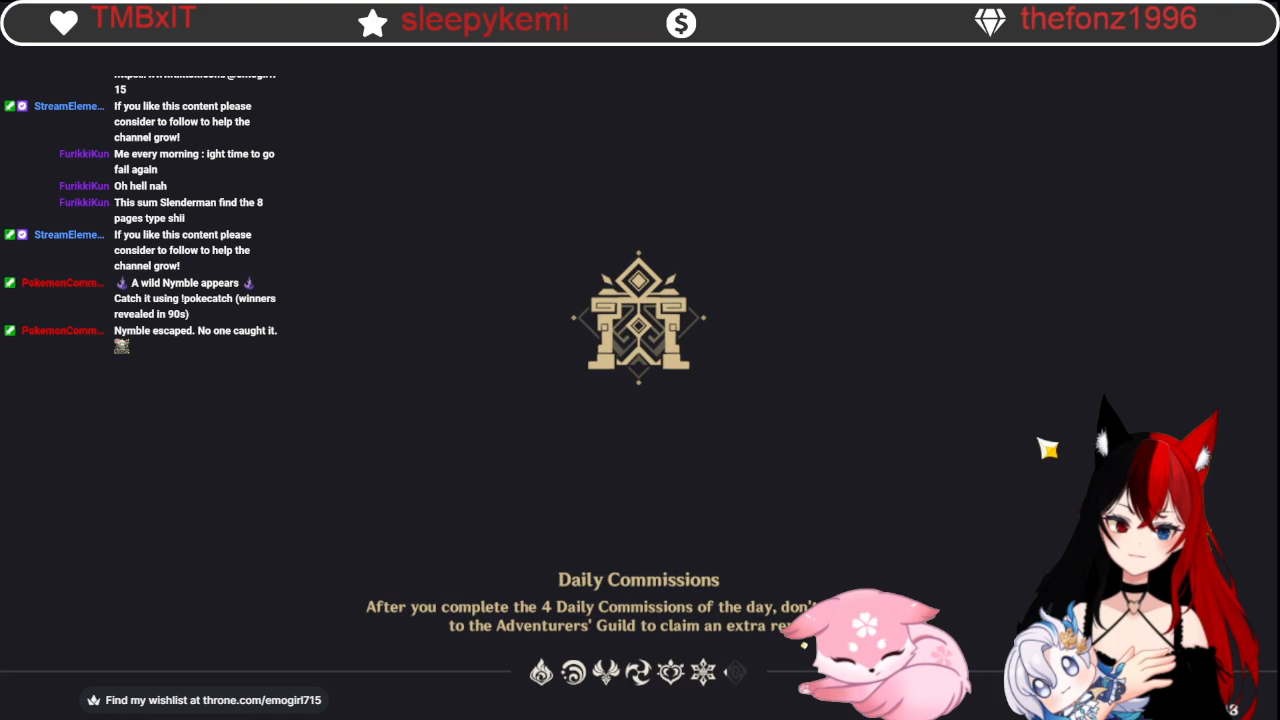 TMBxIT
sleepykemi
thefonz1996
15
StreamEleme... If you like this content please
consider to follow to help the
channel grow!
FurikkiKun Me every morning : ight time to go
fail again
FurikkiKun Oh hell nah
FurikkiKun This sum Slenderman find the 8
pages type shii
StreamEleme... If you like this content please
consider to follow to help the
channel grow!
PokemonComm... A wild Nymble appears
Catch it using !pokecatch (winners
revealed in 90s)
PokemonComm... Nymble escaped. No one caught it.
Daily Commissions
After you complete the 4 Daily Commissions of the day,
to the Adventurers' Guild to claim an extra
Find my wishlist at throne.com/emogirl715